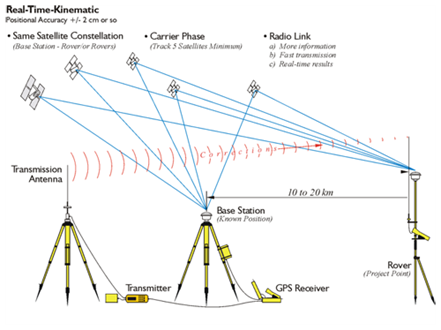 Real-Time-Kinematic
Positional Accuracy +/- 2 cm or so
• Same Satellite Constellation
(Base Station - Rover/or Rovers)
• Carrier Phase
(Track 5 Satellites Minimum)
• Radio Link
a) More information
b) Fast transmission
c) Real-time results
Transmission
Antenna
Corrections
10 to 20 km
Base Station
(Known Position)
Rover
(Project Point)
Transmitter
GPS Receiver